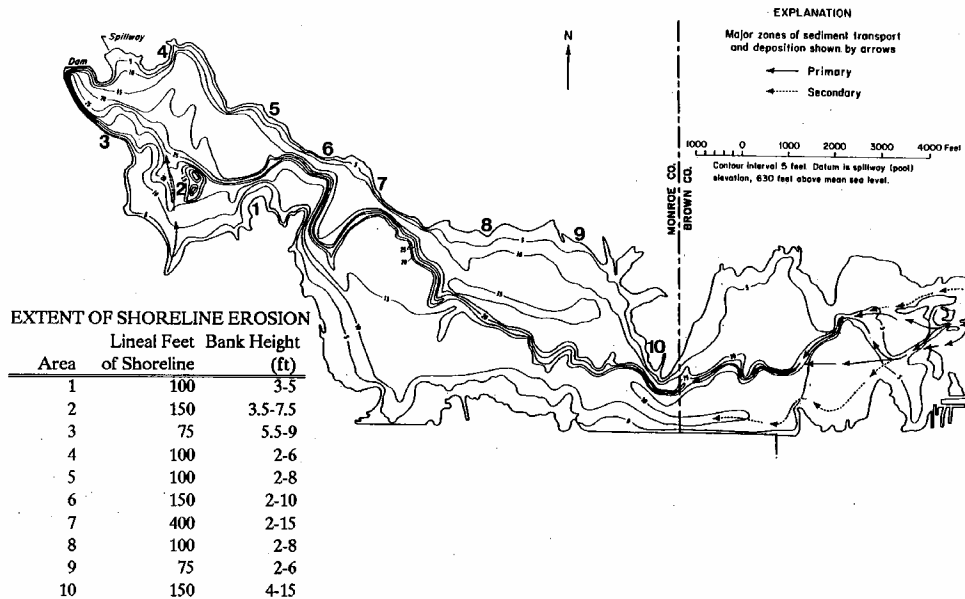 EXPLANATION
Major zones of sediment transport
and deposition shown by arrows
Primary
Secondary
N
Spillway
Dam
4
5
3
6
2
7
1
8
9
10
MONROE CO.
BROWN CO.
1000 0 1000 2000 3000 4000 Feet
Contour interval 5 feet. Datum is spillway (pool)
elevation, 630 feet above mean sea level.
EXTENT OF SHORELINE EROSION
Lineal Feet Bank Height
Area of Shoreline (ft)
1 100 3-5
2 150 3.5-7.5
3 75 5.5-9
4 100 2-6
5 100 2-8
6 150 2-10
7 400 2-15
8 100 2-8
9 75 2-6
10 150 4-15